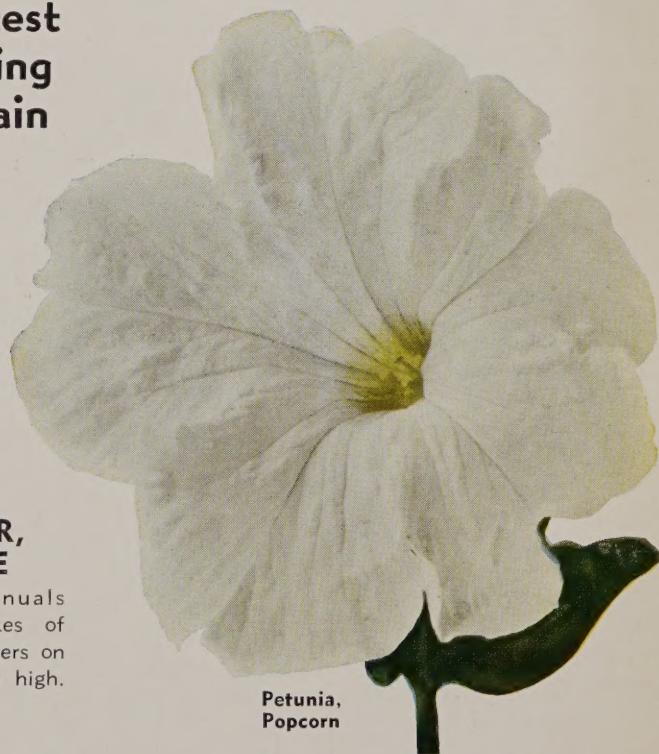 est
ing
ain
R,
E
nuals
es of
ers on
high.
Petunia,
Popcorn